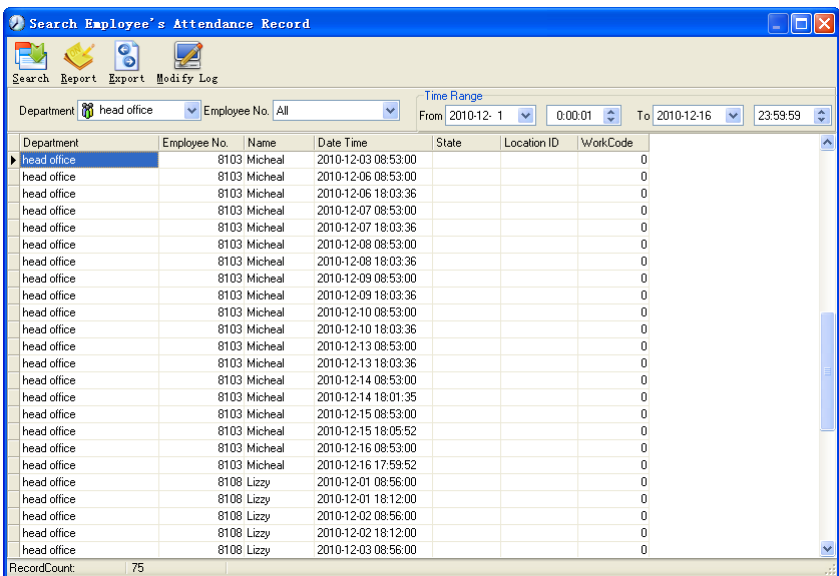 Search Employee's Attendance Record
Search Report Export Modify Log
Time Range
Department head office Employee No. All From 2010-12- 1 0:00:01 To 2010-12-16 23:59:59
Department Employee No. Name Date Time State Location ID WorkCode
head office 8103 Micheal 2010-12-03 08:53:00 0
head office 8103 Micheal 2010-12-06 08:53:00 0
head office 8103 Micheal 2010-12-06 18:03:36 0
head office 8103 Micheal 2010-12-07 08:53:00 0
head office 8103 Micheal 2010-12-07 18:03:36 0
head office 8103 Micheal 2010-12-08 08:53:00 0
head office 8103 Micheal 2010-12-08 18:03:36 0
head office 8103 Micheal 2010-12-09 08:53:00 0
head office 8103 Micheal 2010-12-09 18:03:36 0
head office 8103 Micheal 2010-12-10 08:53:00 0
head office 8103 Micheal 2010-12-10 18:03:36 0
head office 8103 Micheal 2010-12-13 08:53:00 0
head office 8103 Micheal 2010-12-13 18:03:36 0
head office 8103 Micheal 2010-12-14 08:53:00 0
head office 8103 Micheal 2010-12-14 18:01:35 0
head office 8103 Micheal 2010-12-15 08:53:00 0
head office 8103 Micheal 2010-12-15 18:05:52 0
head office 8103 Micheal 2010-12-16 08:53:00 0
head office 8103 Micheal 2010-12-16 17:59:52 0
head office 8108 Lizzy 2010-12-01 08:56:00 0
head office 8108 Lizzy 2010-12-01 18:12:00 0
head office 8108 Lizzy 2010-12-02 08:56:00 0
head office 8108 Lizzy 2010-12-02 18:12:00 0
head office 8108 Lizzy 2010-12-03 08:56:00 0
RecordCount: 75